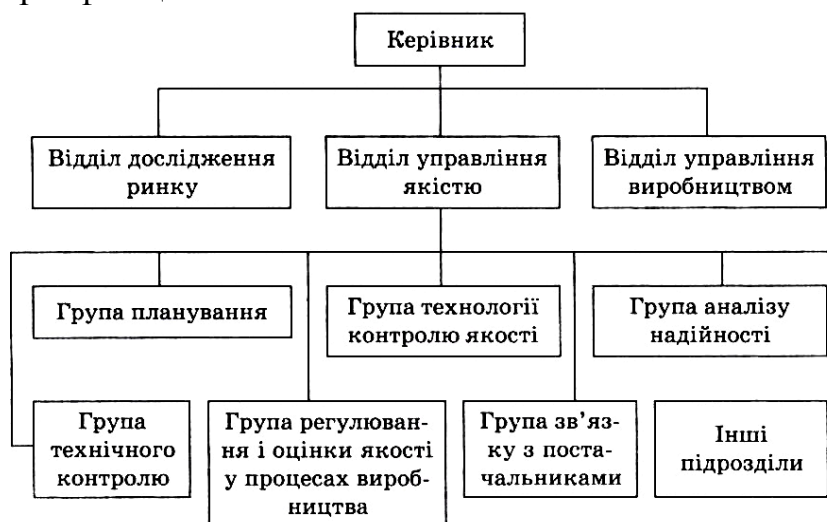 Керівник
Відділ дослідження
ринку
Відділ управління
якістю
Відділ управління
виробництвом
Група планування
Група технології
контролю якості
Група аналізу
надійності
Група
технічного
контролю
Група регулюван-
ня і оцінки якості
у процесах вироб-
ництва
Група зв’яз-
ку з поста-
чальниками
Інші
підрозділи